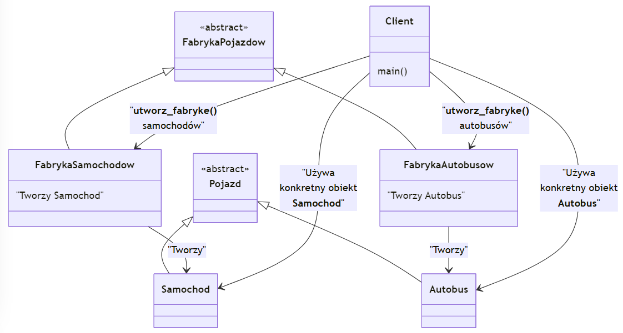 «abstract»
FabrykaPojazdow
Client
main()
"utworz_fabryke()
samochodów"
"utworz_fabryke()
autobusów"
FabrykaSamochodow
"Tworzy Samochod"
«abstract»
Pojazd
"Używa
konkretny obiekt
Samochod"
FabrykaAutobusow
"Tworzy Autobus"
"Używa
konkretny obiekt
Autobus"
"Tworzy"
"Tworzy"
Samochod
Autobus